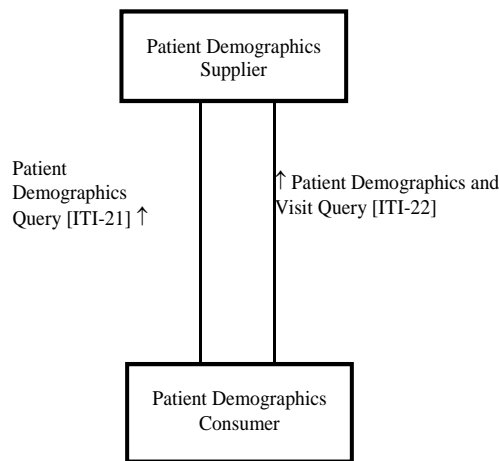 Patient Demographics
Supplier
Patient
Demographics
Query [ITI-21] ↑
↑ Patient Demographics and
Visit Query [ITI-22]
Patient Demographics
Consumer